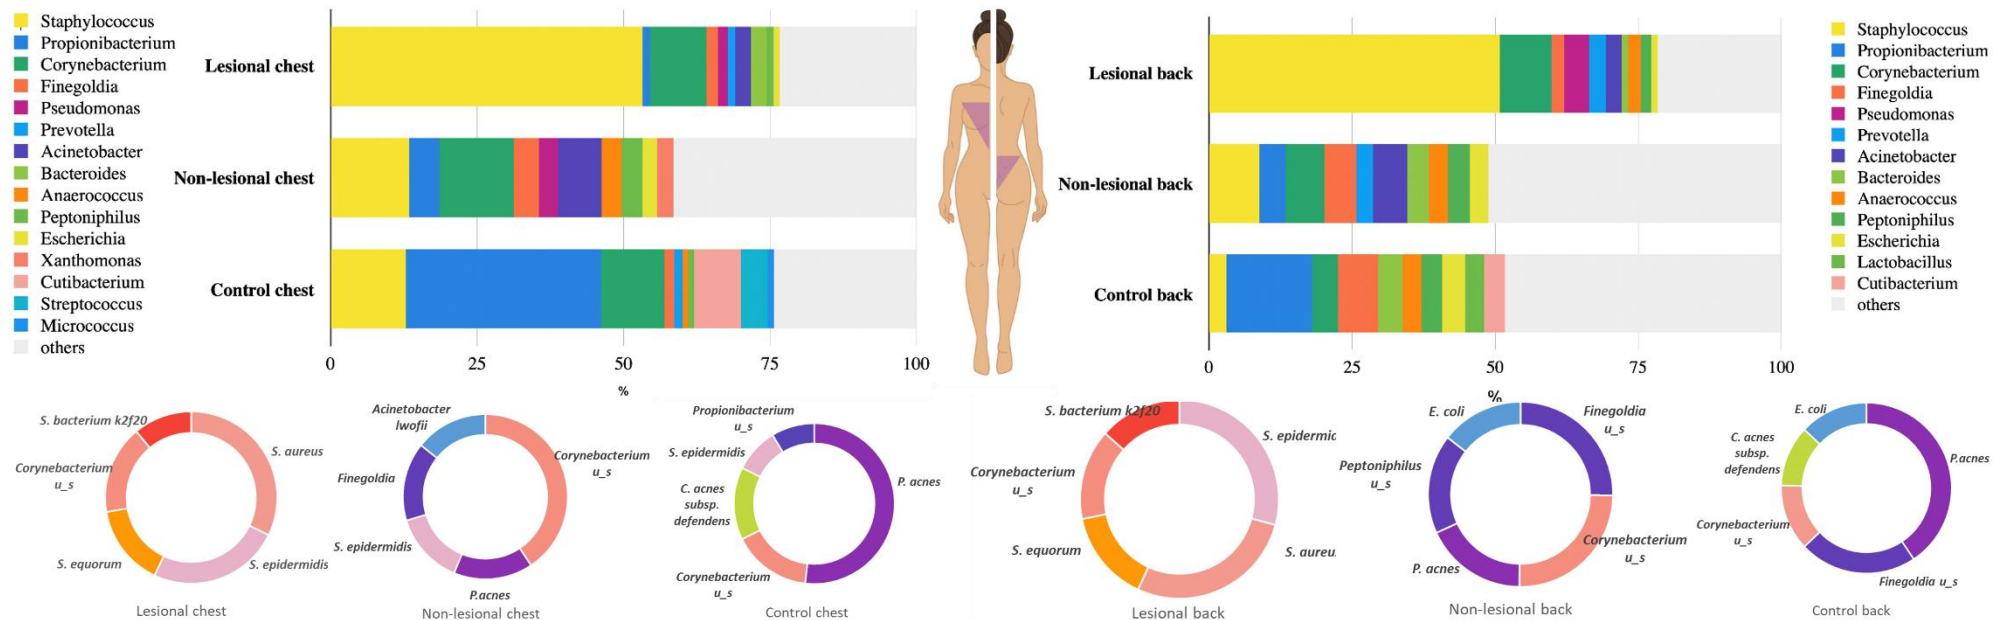 Staphylococcus
Propionibacterium
Corynebacterium
Finegoldia
Pseudomonas
Prevotella
Acinetobacter
Bacteroides
Anaerococcus
Peptoniphilus
Escherichia
Xanthomonas
Cutibacterium
Streptococcus
Micrococcus
others
Lesional chest
Non-lesional chest
Control chest
0 25 50 75 100
%
Lesional back
Non-lesional back
Control back
0 25 50 75 100
%
Staphylococcus
Propionibacterium
Corynebacterium
Finegoldia
Pseudomonas
Prevotella
Acinetobacter
Bacteroides
Anaerococcus
Peptoniphilus
Escherichia
Lactobacillus
Cutibacterium
others
S. bacterium k2f20
S. aureus
Corynebacterium
u_s
S. equorum
S. epidermidis
Lesional chest
Acinetobacter
lwofii
Corynebacterium
u_s
Finegoldia
S. epidermidis
P.acnes
Non-lesional chest
Propionibacterium
u_s
S. epidermidis
P. acnes
C. acnes
subsp.
defendens
Corynebacterium
u_s
Control chest
S. bacterium k2f20
S. epidermic
Corynebacterium
u_s
S. equorum
S. aureu
Lesional back
E. coli
Finegoldia
u_s
Peptoniphilus
u_s
Corynebacterium
u_s
P. acnes
Non-lesional back
E. coli
C. acnes
subsp.
defendens
P.acnes
Corynebacterium
u_s
Finegoldia u_s
Control back